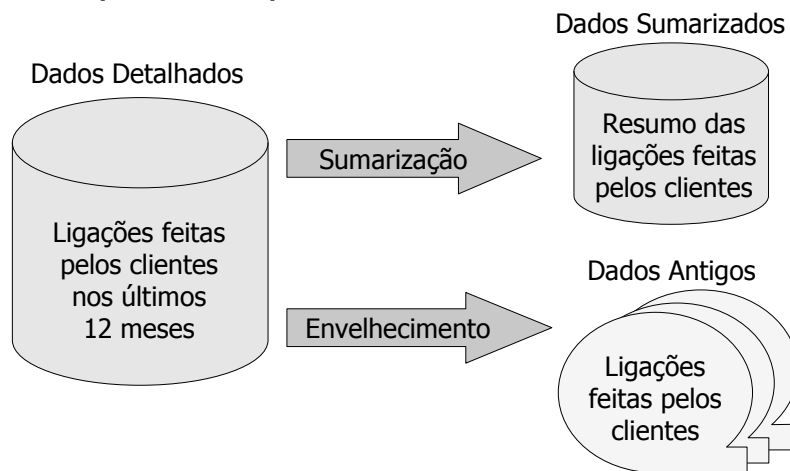 Dados Detalhados
Ligações feitas
pelos clientes
nos últimos
12 meses
Sumarização
Dados Sumarizados
Resumo das
ligações feitas
pelos clientes
Envelhecimento
Dados Antigos
Ligações
feitas pelos
clientes